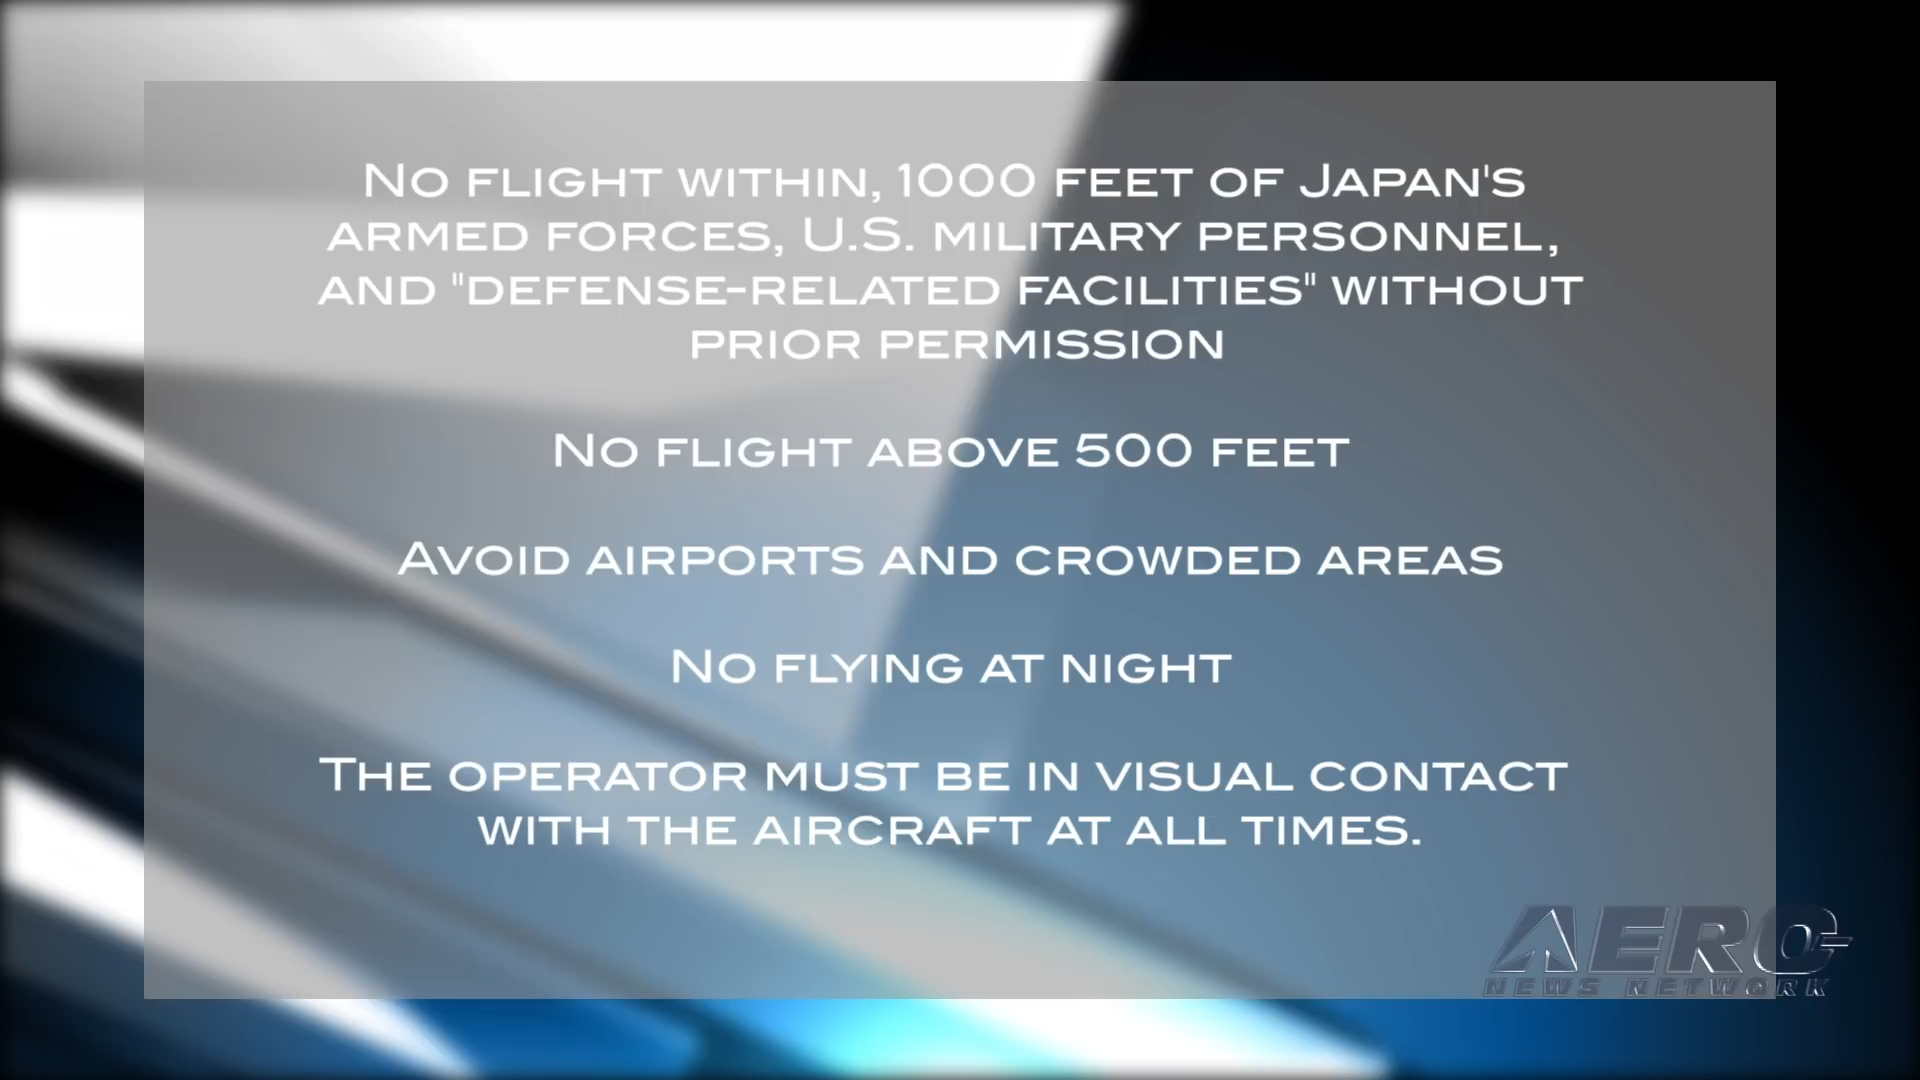 No flight within, 1000 feet of Japan's
armed forces, U.S. military personnel,
and "defense-related facilities" without
prior permission
No flight above 500 feet
Avoid airports and crowded areas
No flying at night
The operator must be in visual contact
with the aircraft at all times.
AERO
NEWS NETWORK